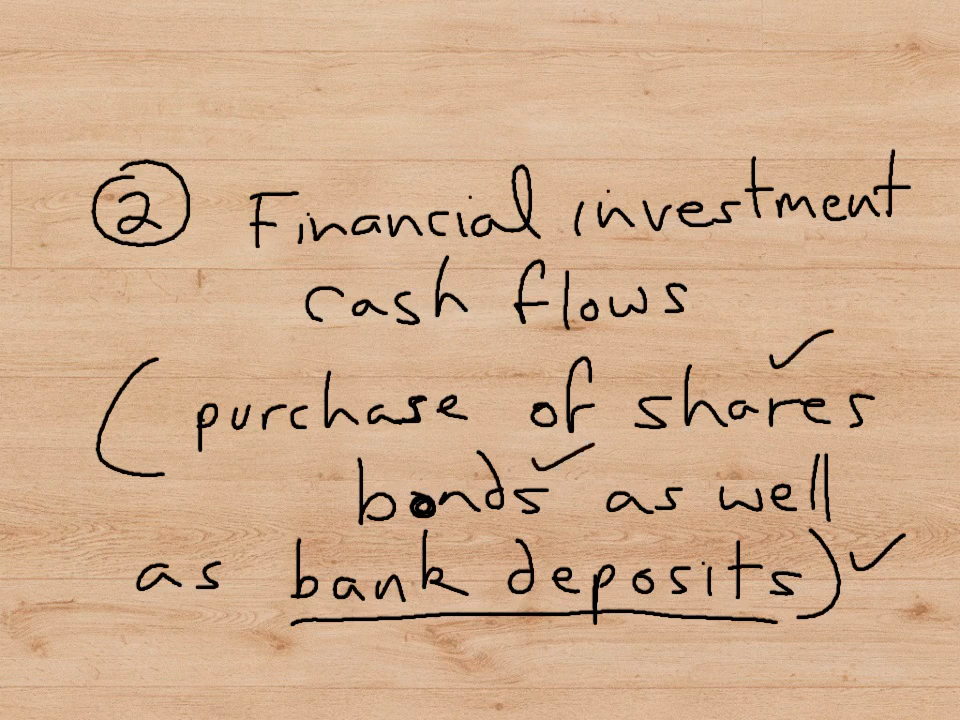 ② Financial investment
cash flows
(purchase of shares ✓
bonds ✓ as well
as bank deposits) ✓